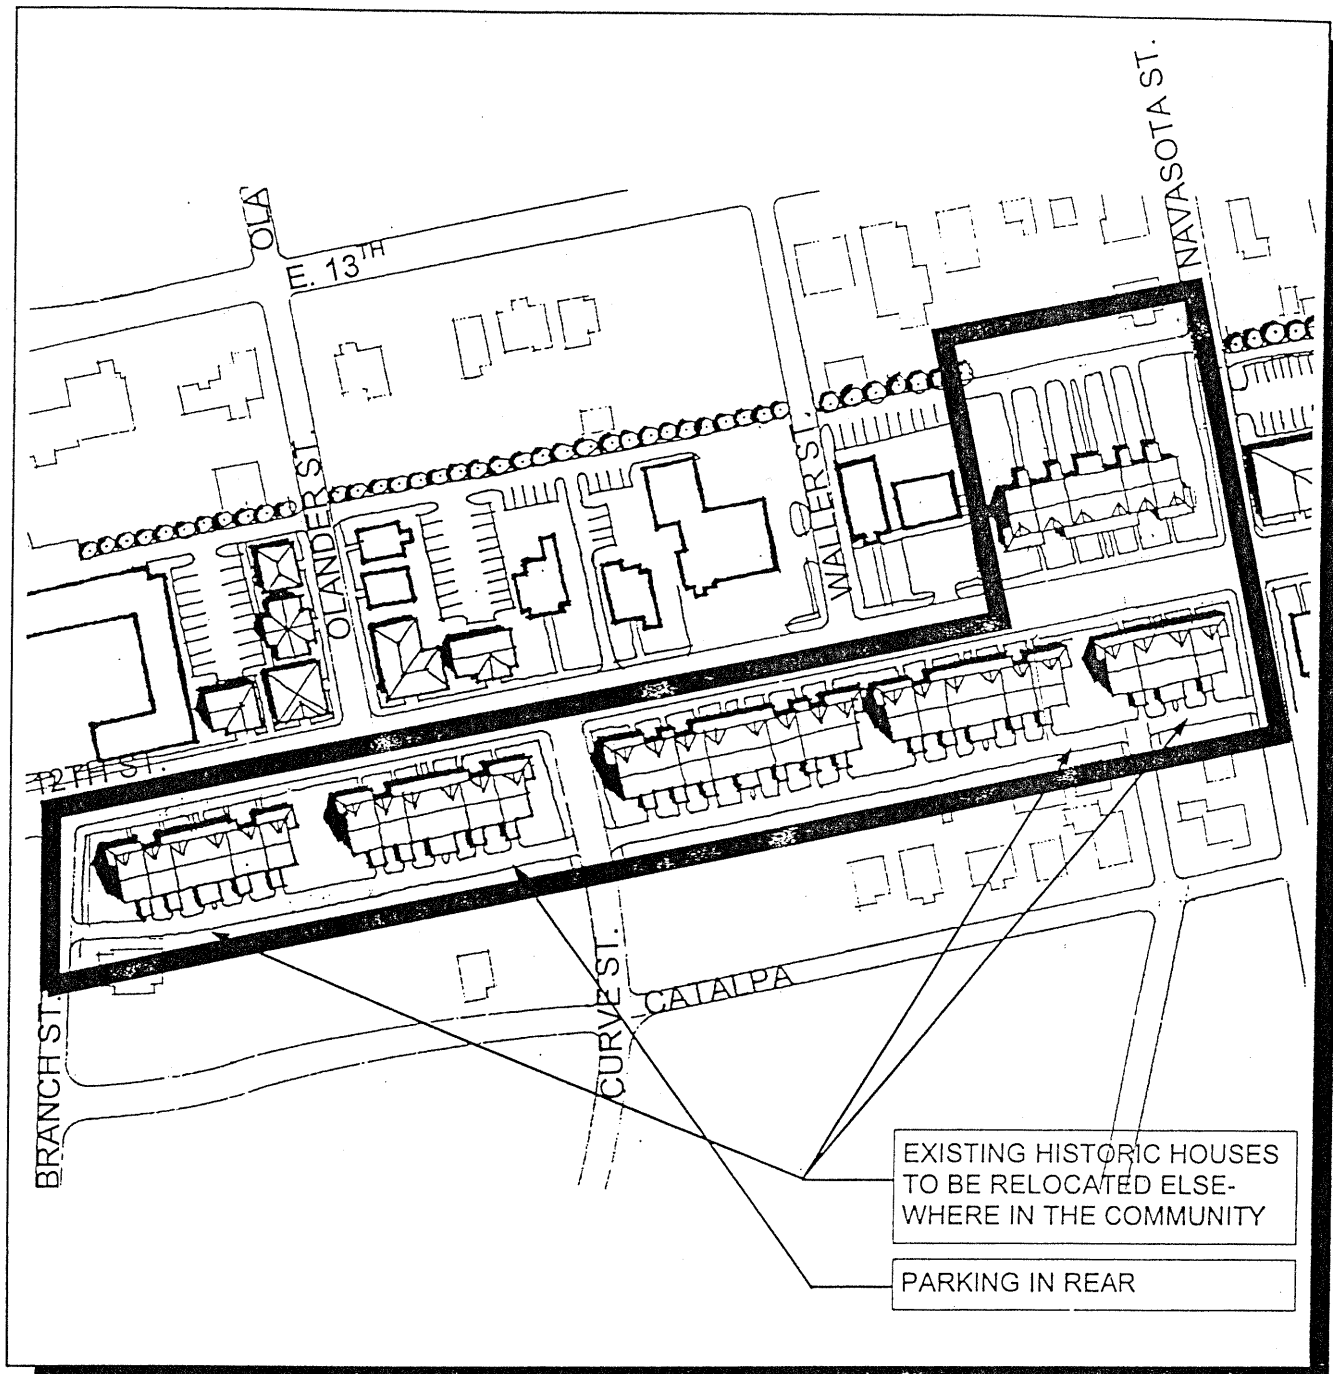 NAVASOTA ST.
OLA
E. 13TH
OLANDER ST.
WALLER ST.
12TH ST.
BRANCH ST.
CURVE ST.
CATALPA
EXISTING HISTORIC HOUSES
TO BE RELOCATED ELSE-
WHERE IN THE COMMUNITY
PARKING IN REAR